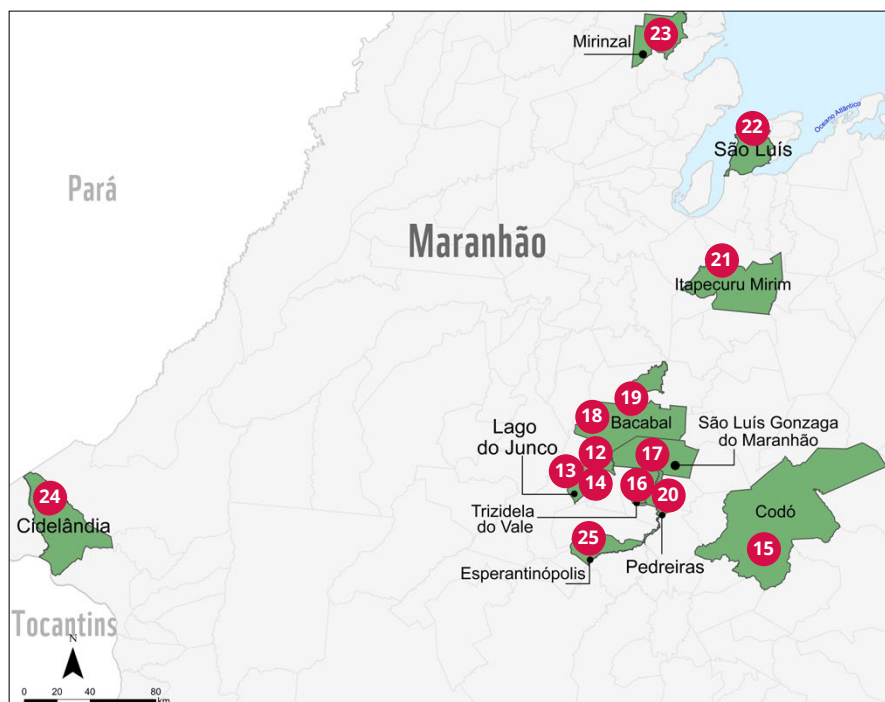 23
Mirinzal
Oceano Atlântico
22
São Luís
Pará
Maranhão
21
Itapecuru Mirim
19
18
Bacabal
São Luís Gonzaga
do Maranhão
Lago
do Junco
12
17
13
14
16
20
24
Cidelândia
Trizidela
do Vale
Codó
15
25
Esperantinópolis
Pedreiras
Tocantins
N
0 20 40 80
km